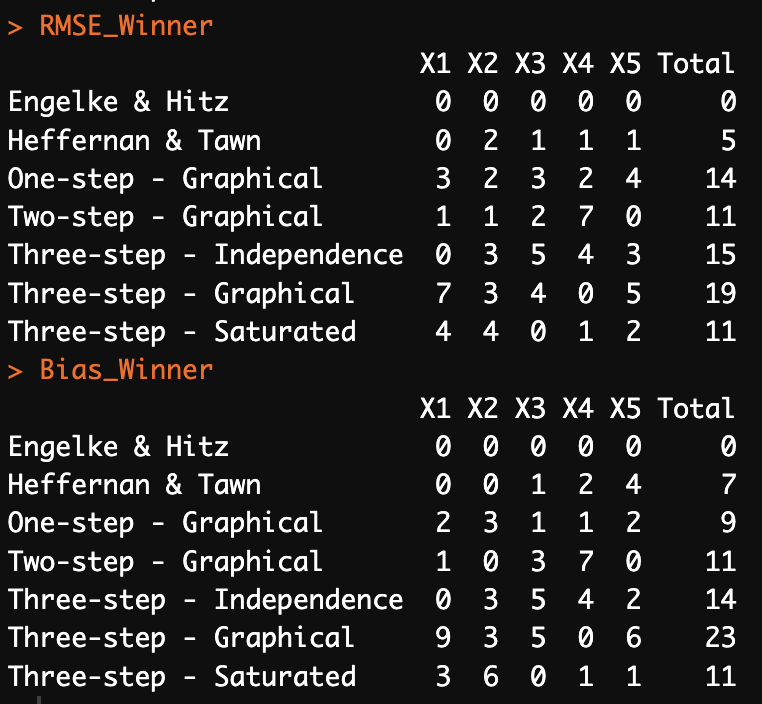 > RMSE_Winner
X1 X2 X3 X4 X5 Total
Engelke & Hitz 0 0 0 0 0 0
Heffernan & Tawn 0 2 1 1 1 5
One-step - Graphical 3 2 3 2 4 14
Two-step - Graphical 1 1 2 7 0 11
Three-step - Independence 0 3 5 4 3 15
Three-step - Graphical 7 3 4 0 5 19
Three-step - Saturated 4 4 0 1 2 11
> Bias_Winner
X1 X2 X3 X4 X5 Total
Engelke & Hitz 0 0 0 0 0 0
Heffernan & Tawn 0 0 1 2 4 7
One-step - Graphical 2 3 1 1 2 9
Two-step - Graphical 1 0 3 7 0 11
Three-step - Independence 0 3 5 4 2 14
Three-step - Graphical 9 3 5 0 6 23
Three-step - Saturated 3 6 0 1 1 11